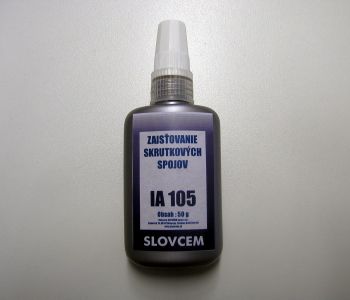 ZAISŤOVANIE
SKRUTKOVÝCH
SPOJOV
IA 105
Obsah : 50 g
SLOVCEM